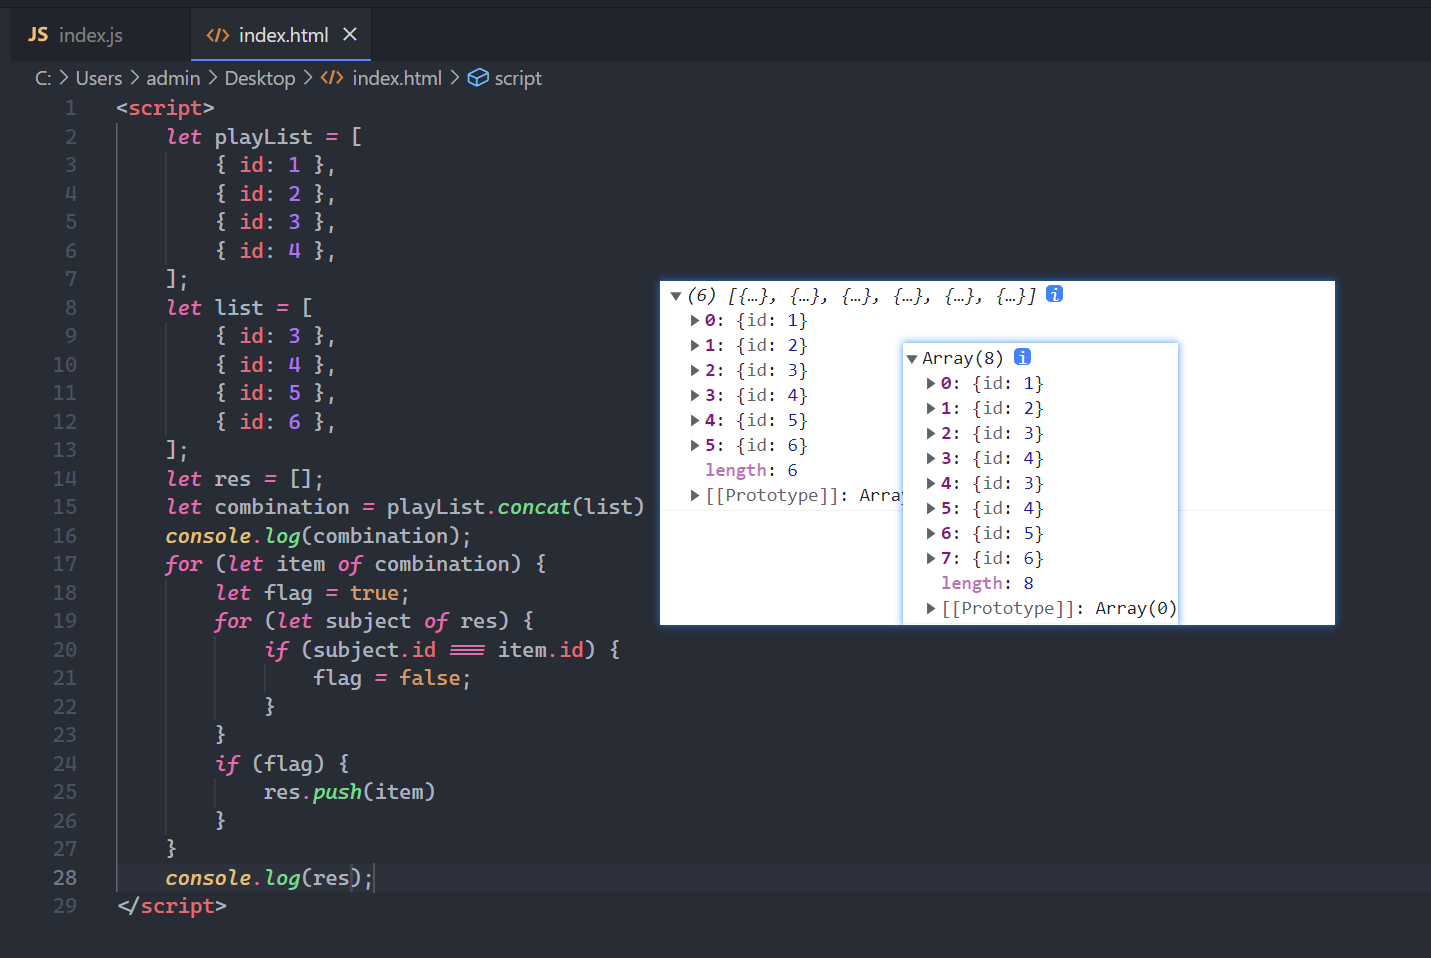 JS index.js
</> index.html ×
C: > Users > admin > Desktop > </> index.html > script
1 <script>
2     let playList = [
3         { id: 1 },
4         { id: 2 },
5         { id: 3 },
6         { id: 4 },
7     ];
8     let list = [
9         { id: 3 },
10         { id: 4 },
11         { id: 5 },
12         { id: 6 },
13     ];
14     let res = [];
15     let combination = playList.concat(list)
16     console.log(combination);
17     for (let item of combination) {
18         let flag = true;
19         for (let subject of res) {
20             if (subject.id === item.id) {
21                 flag = false;
22             }
23         }
24         if (flag) {
25             res.push(item)
26         }
27     }
28     console.log(res);
29 </script>
▼(6) [{…}, {…}, {…}, {…}, {…}, {…}] i
▶0: {id: 1}
▶1: {id: 2}
▶2: {id: 3}
▶3: {id: 4}
▶4: {id: 5}
▶5: {id: 6}
length: 6
▶[[Prototype]]: Array
▼Array(8) i
▶0: {id: 1}
▶1: {id: 2}
▶2: {id: 3}
▶3: {id: 4}
▶4: {id: 3}
▶5: {id: 4}
▶6: {id: 5}
▶7: {id: 6}
length: 8
▶[[Prototype]]: Array(0)